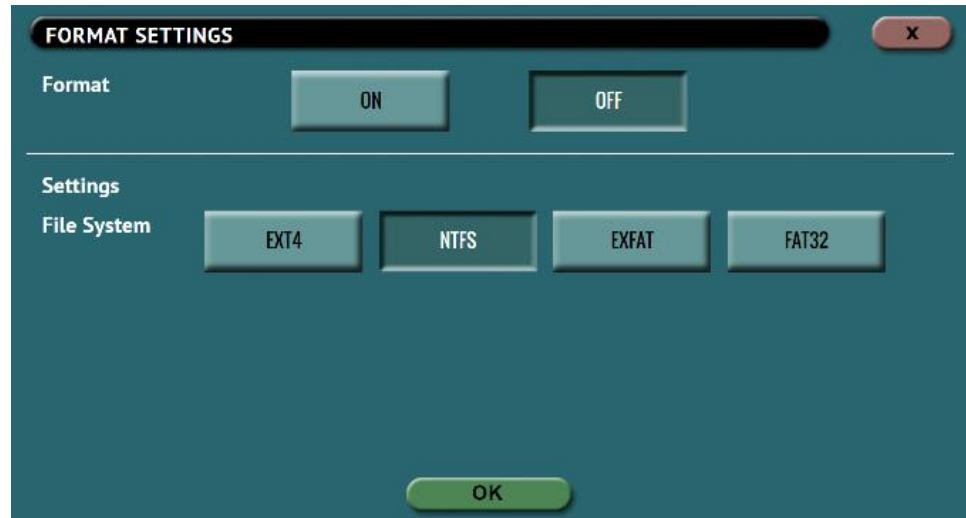 FORMAT SETTINGS X
Format ON OFF
Settings
File System EXT4 NTFS EXFAT FAT32
OK